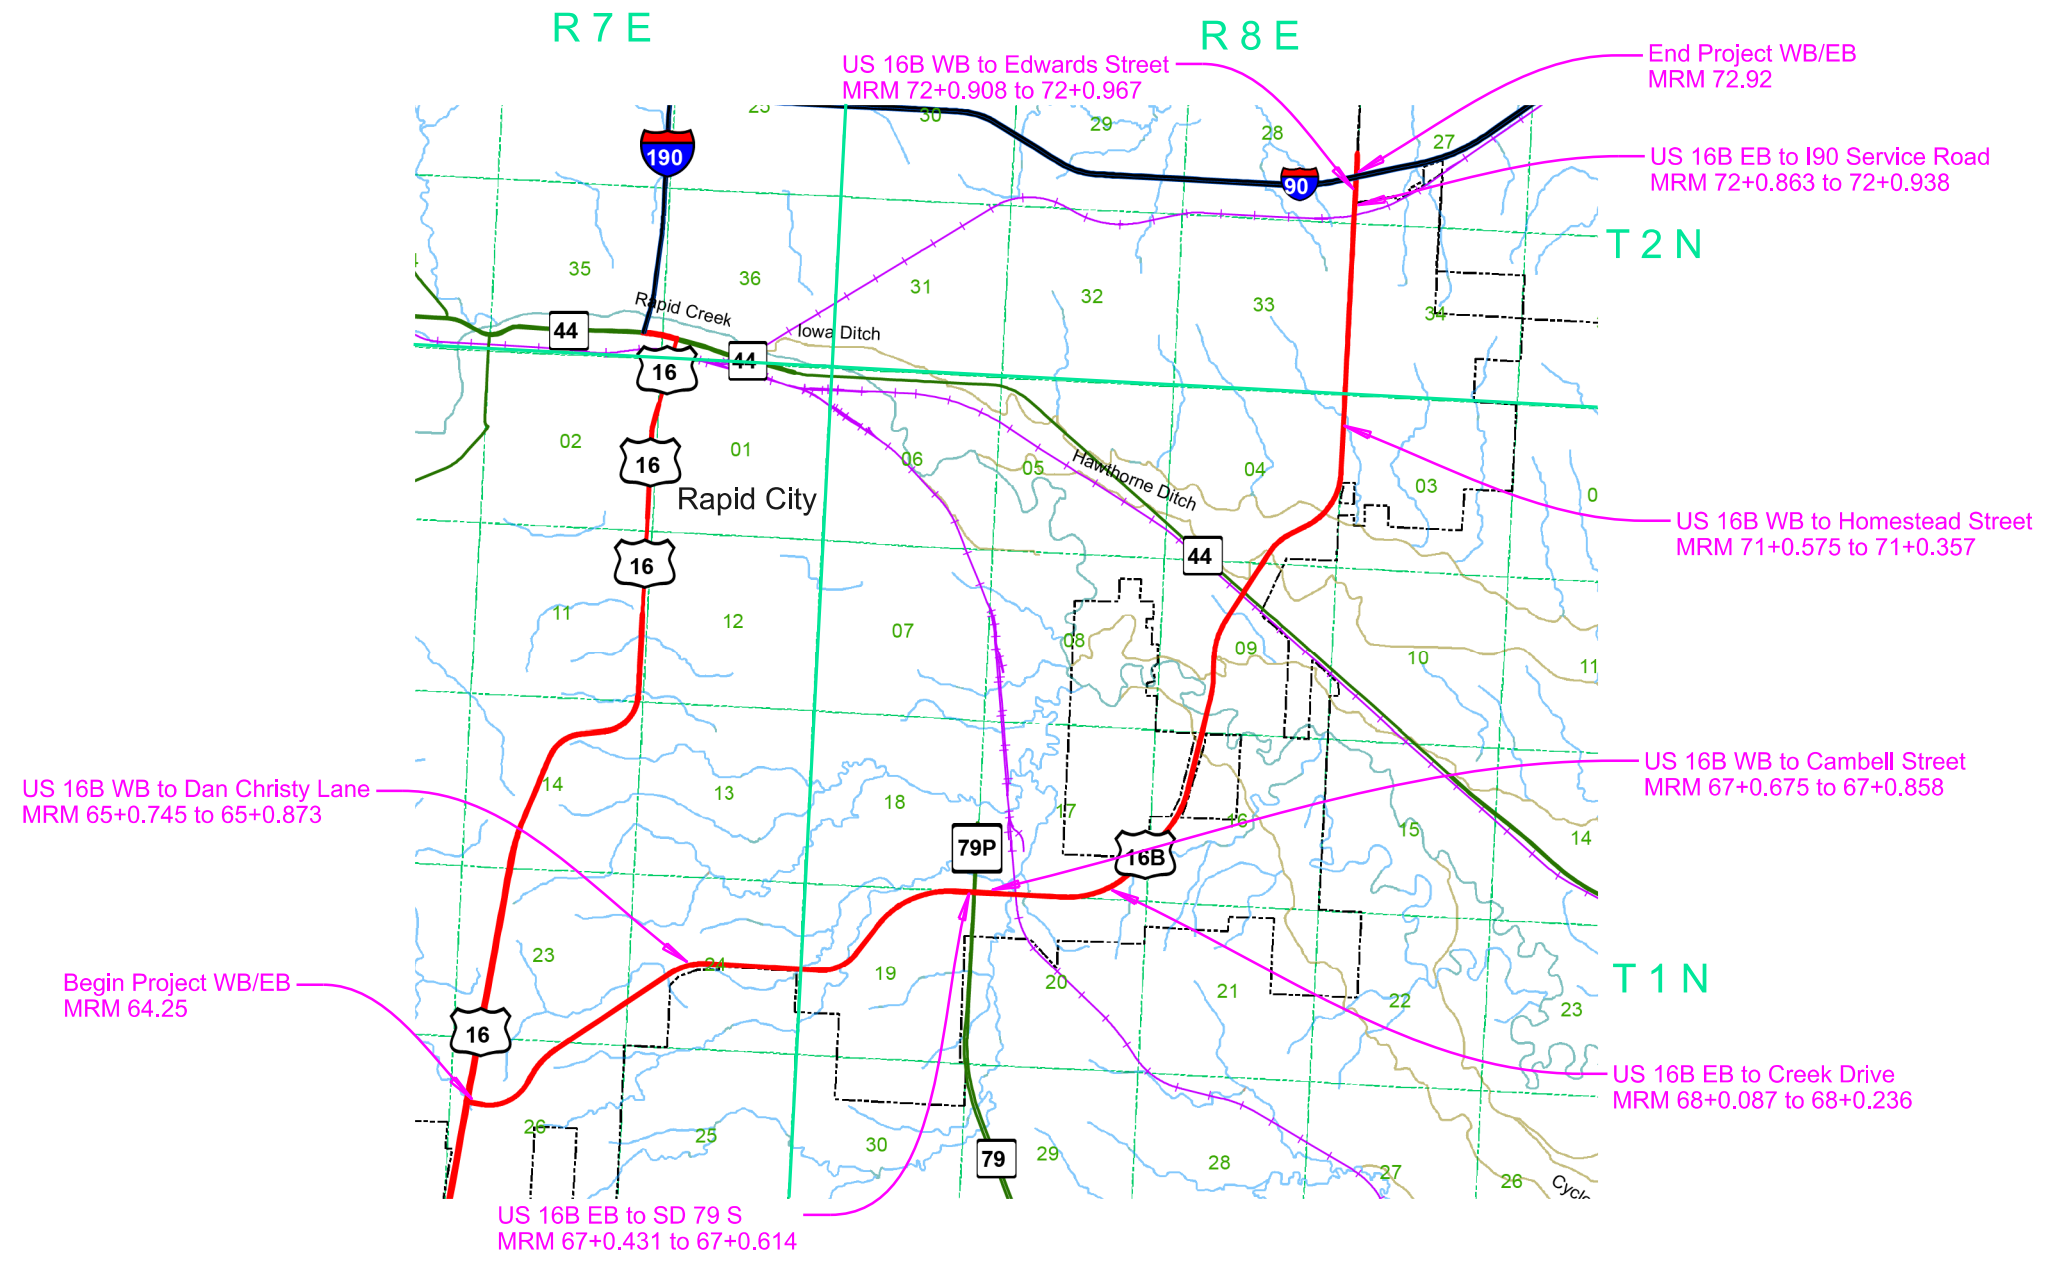 R 7 E
R 8 E
US 16B WB to Edwards Street
MRM 72+0.908 to 72+0.967
End Project WB/EB
MRM 72.92
25
30
29
28
27
190
90
US 16B EB to I90 Service Road
MRM 72+0.863 to 72+0.938
T 2 N
35
36
31
32
33
34
Rapid Creek
Iowa Ditch
44
44
16
02
01
06
05
04
03
0
16
Hawthorne Ditch
Rapid City
US 16B WB to Homestead Street
MRM 71+0.575 to 71+0.357
16
44
11
12
07
08
09
10
11
US 16B WB to Cambell Street
MRM 67+0.675 to 67+0.858
US 16B WB to Dan Christy Lane
MRM 65+0.745 to 65+0.873
14
13
18
17
16
15
14
79P
16B
23
24
19
20
21
22
23
T 1 N
Begin Project WB/EB
MRM 64.25
16
US 16B EB to Creek Drive
MRM 68+0.087 to 68+0.236
26
25
30
79
29
28
27
26
Cycle
US 16B EB to SD 79 S
MRM 67+0.431 to 67+0.614